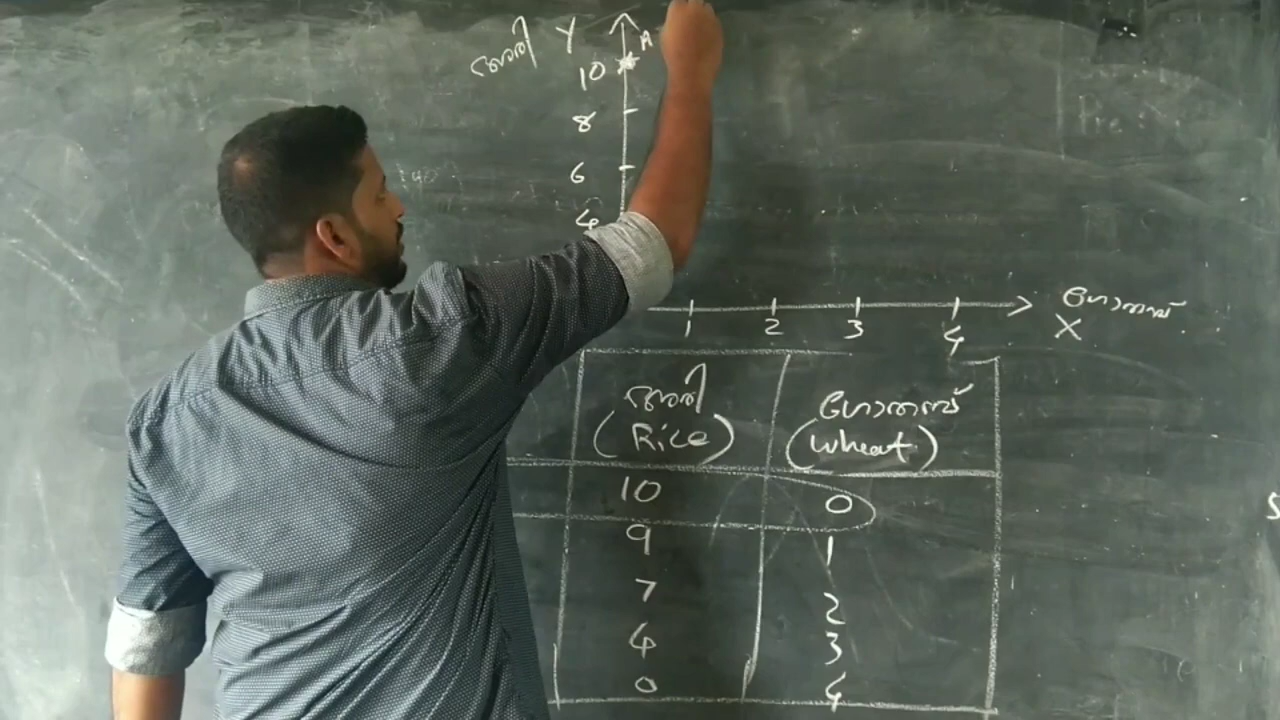 അരി Y A
10
8
6
4
1 2 3 4 ഗോതമ്പ്
X
അരി ഗോതമ്പ്
(Rice) (wheat)
10 0
9 1
7 2
4 3
0 4